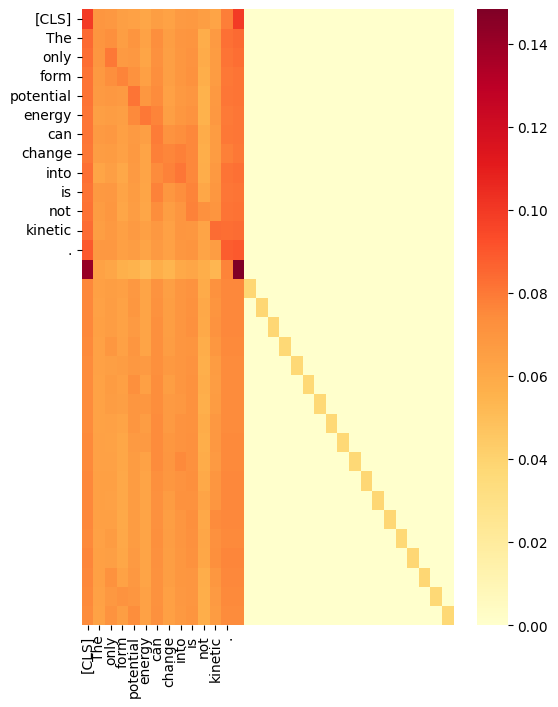 [CLS]
The
only
form
potential
energy
can
change
into
is
not
kinetic
.
0.14
0.12
0.10
0.08
0.06
0.04
0.02
0.00
[CLS]
The
only
form
potential
energy
can
change
into
is
not
kinetic
.